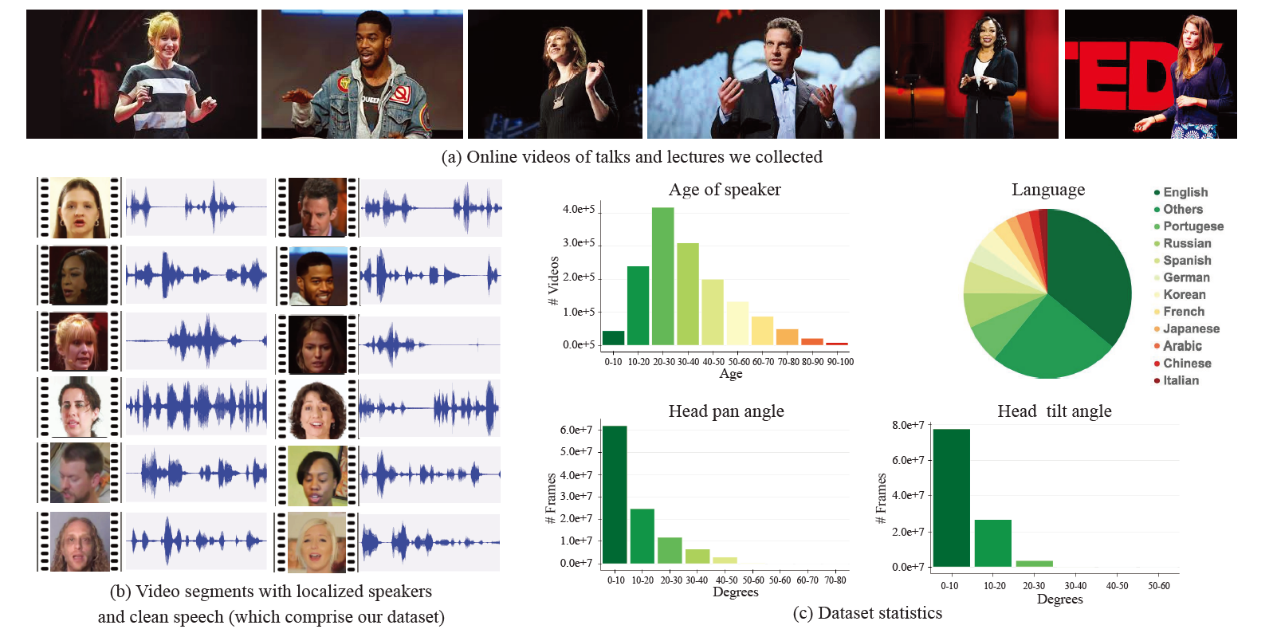 QUEER
TED
(a) Online videos of talks and lectures we collected
(b) Video segments with localized speakers
and clean speech (which comprise our dataset)
Age of speaker
# Videos
4.0e+5
3.0e+5
2.0e+5
1.0e+5
0.0e+5
0-10 10-20 20-30 30-40 40-50 50-60 60-70 70-80 80-90 90-100
Age
Language
English
Others
Portugese
Russian
Spanish
German
Korean
French
Japanese
Arabic
Chinese
Italian
Head pan angle
# Frames
6.0e+7
5.0e+7
4.0e+7
3.0e+7
2.0e+7
1.0e+7
0.0e+7
0-10 10-20 20-30 30-40 40-50 50-60 60-70 70-80
Degrees
Head tilt angle
# Frames
8.0e+7
6.0e+7
4.0e+7
2.0e+7
0.0e+7
0-10 10-20 20-30 30-40 40-50 50-60
Degrees
(c) Dataset statistics